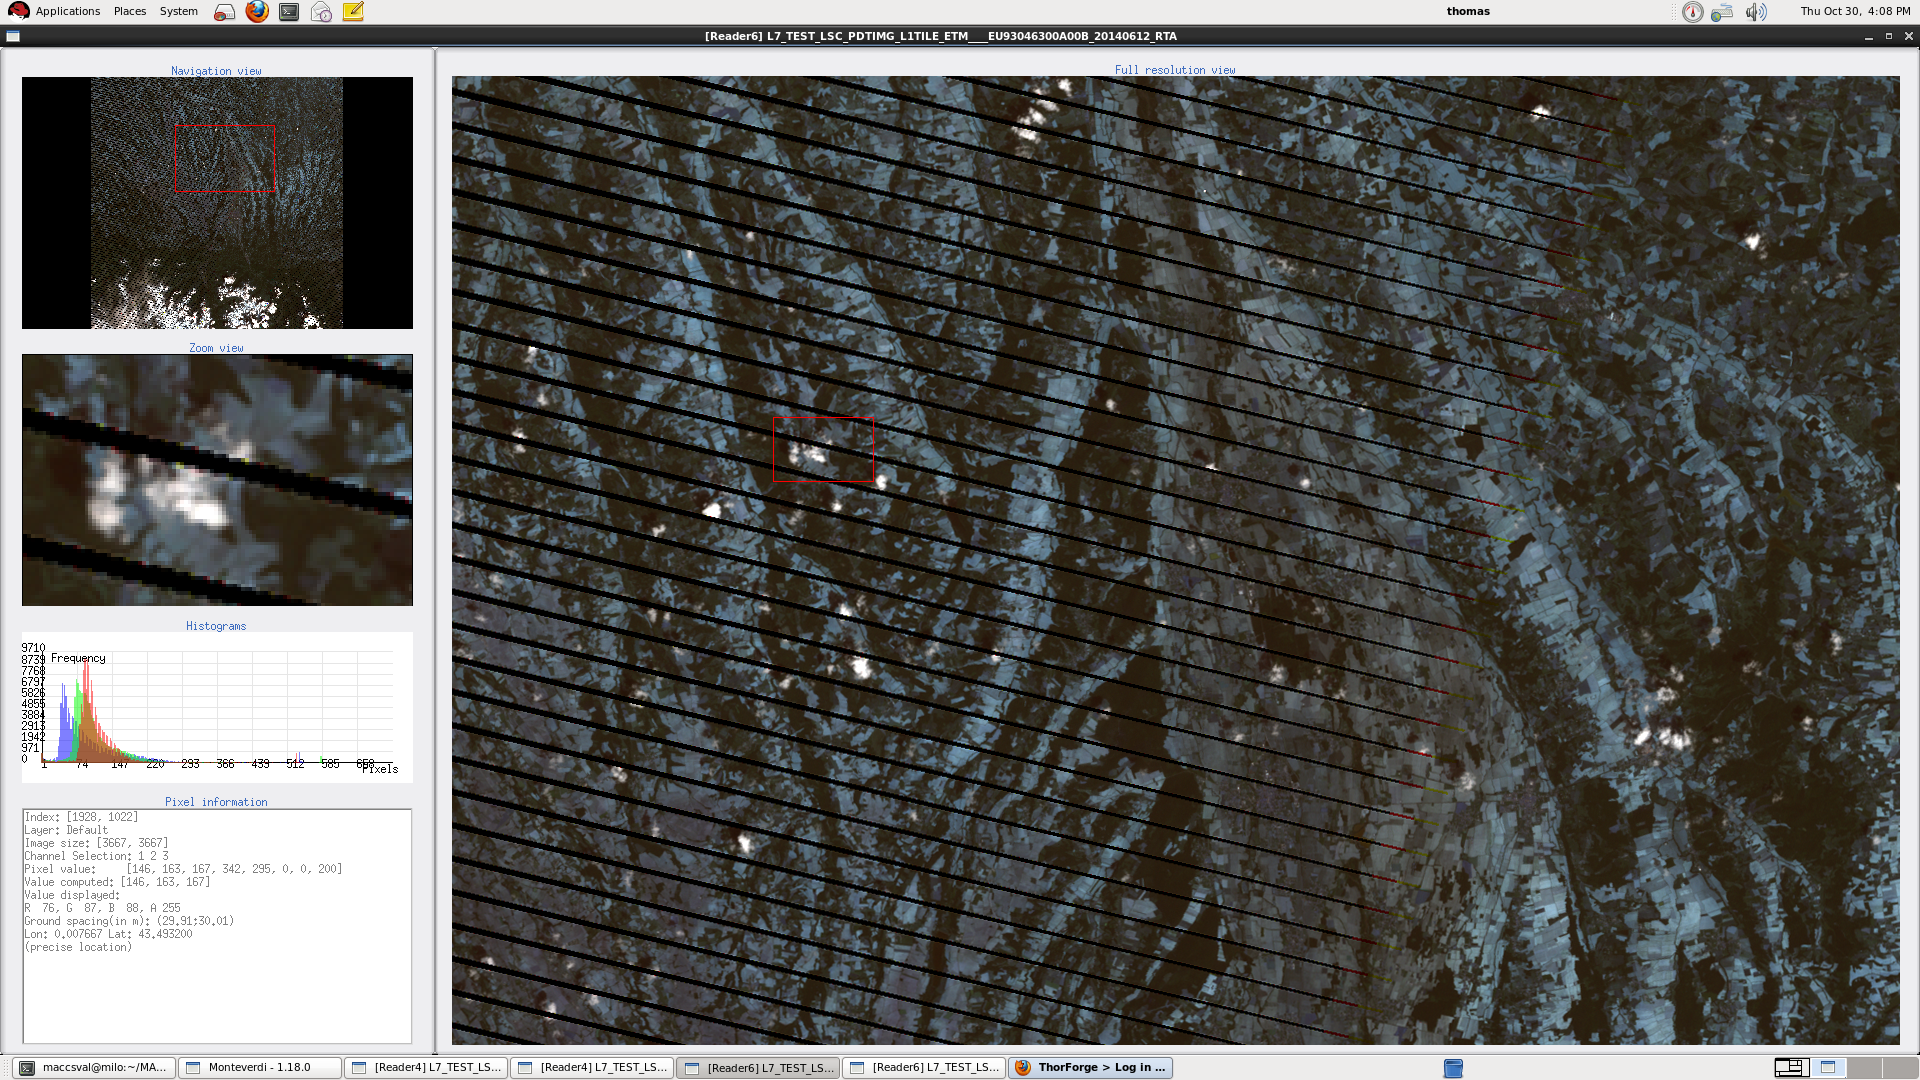 Applications Places System
thomas
Thu Oct 30, 4:08 PM
[Reader6] L7_TEST_LSC_PDTIMG_L1TILE_ETM___EU93046300A00B_20140612_RTA
Navigation view
Full resolution view
Zoom view
Histograms
Frequency
9710
8739
7768
6797
5826
4855
3884
2913
1942
971
0
1 74 147 220 293 366 439 512 585 658
Pixels
Pixel information
Index: [1928, 1022]
Layer: Default
Image size: [3667, 3667]
Channel Selection: 1 2 3
Pixel value: [146, 163, 167, 342, 295, 0, 0, 200]
Value computed: [146, 163, 167]
Value displayed:
R 76, G 87, B 88, A 255
Ground spacing(in m): (29.91;30.01)
Lon: 0.007667 Lat: 43.493200
(precise location)
maccsval@milo:~/MA...
Monteverdi - 1.18.0
[Reader4] L7_TEST_LS...
[Reader4] L7_TEST_LS...
[Reader6] L7_TEST_LS...
[Reader6] L7_TEST_LS...
ThorForge > Log in ...